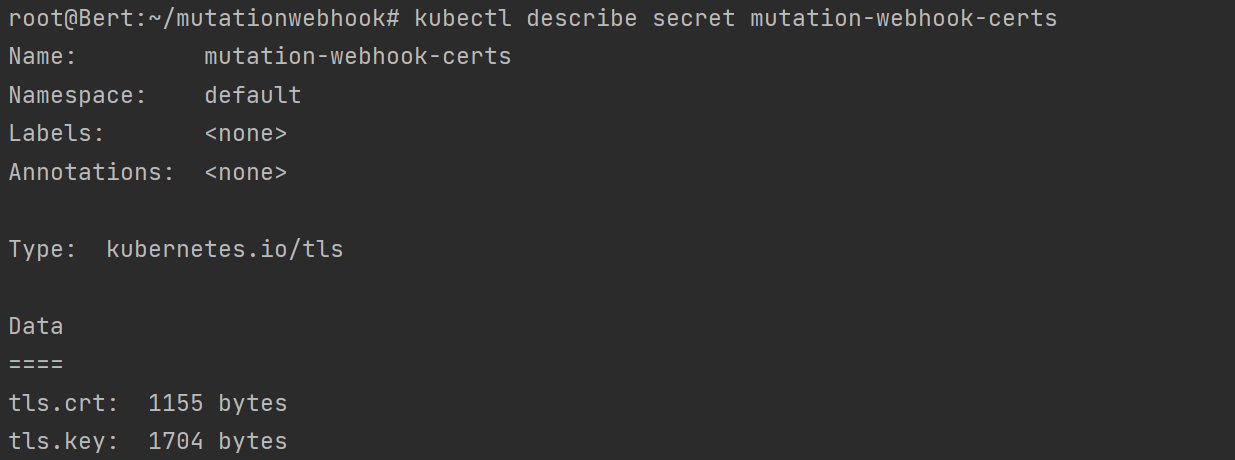 root@Bert:~/mutationwebhook# kubectl describe secret mutation-webhook-certs
Name:         mutation-webhook-certs
Namespace:    default
Labels:       <none>
Annotations:  <none>

Type:  kubernetes.io/tls

Data
====
tls.crt:  1155 bytes
tls.key:  1704 bytes